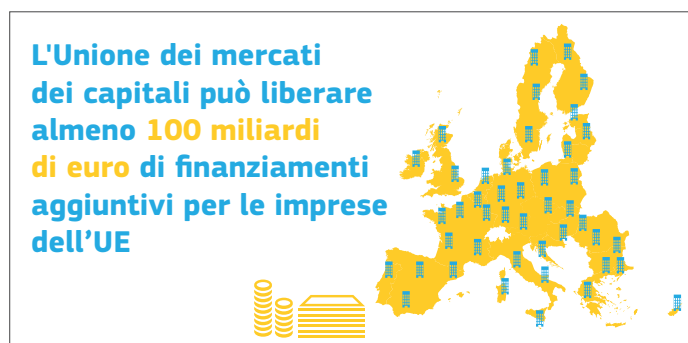 L'Unione dei mercati
dei capitali può liberare
almeno 100 miliardi
di euro di finanziamenti
aggiuntivi per le imprese
dell’UE